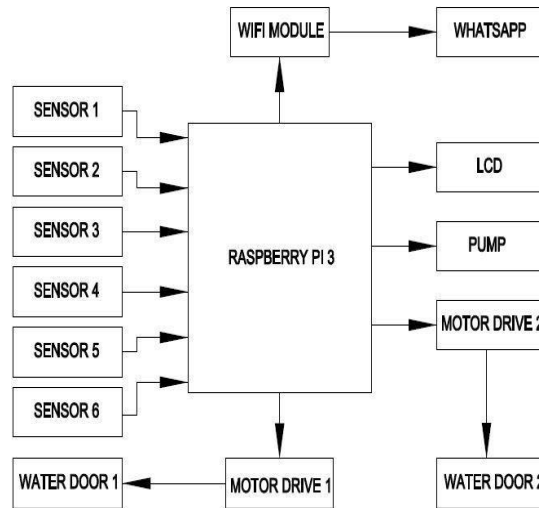 WIFI MODULE
WHATSAPP
SENSOR 1
SENSOR 2
SENSOR 3
SENSOR 4
SENSOR 5
SENSOR 6
RASPBERRY PI 3
LCD
PUMP
MOTOR DRIVE 2
WATER DOOR 1
MOTOR DRIVE 1
WATER DOOR 2